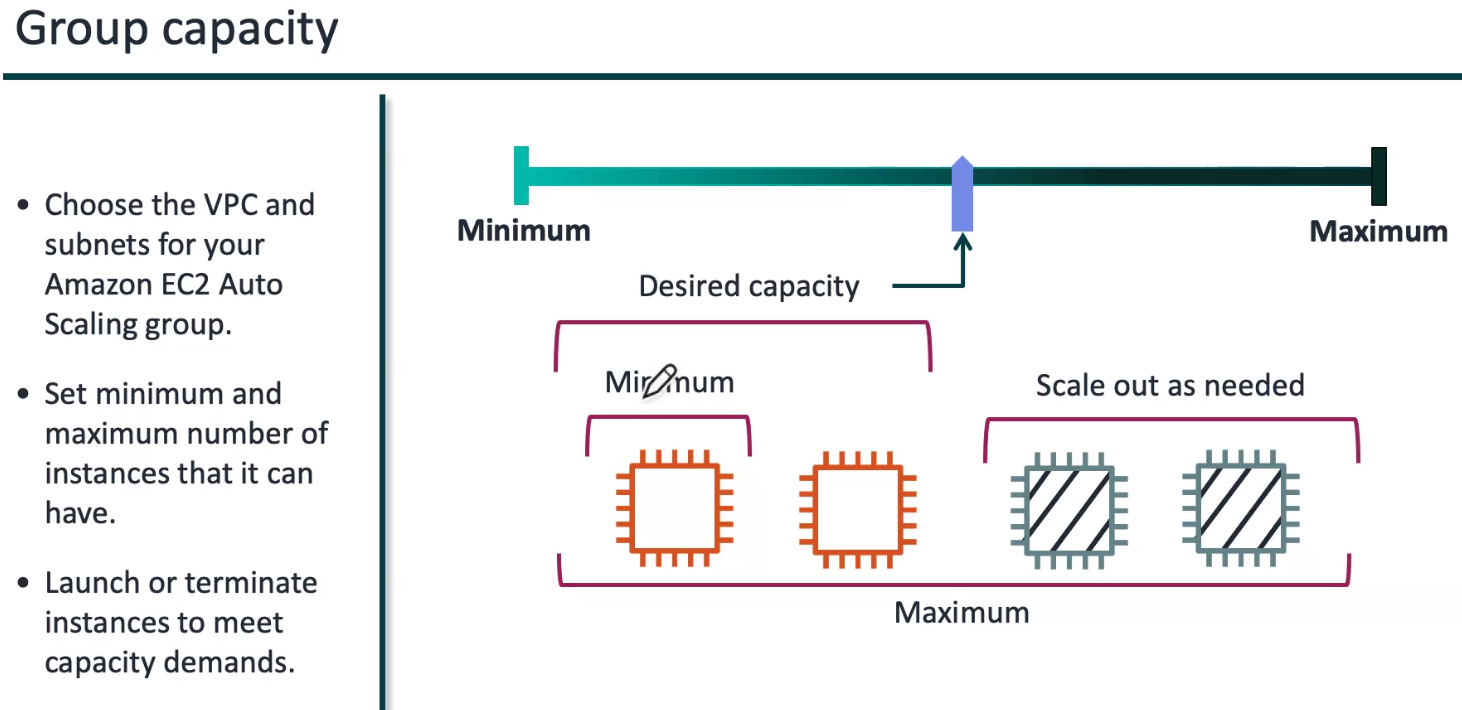 Group capacity
• Choose the VPC and
subnets for your
Amazon EC2 Auto
Scaling group.
• Set minimum and
maximum number of
instances that it can
have.
• Launch or terminate
instances to meet
capacity demands.
Minimum
Maximum
Desired capacity
Minimum
Scale out as needed
Maximum